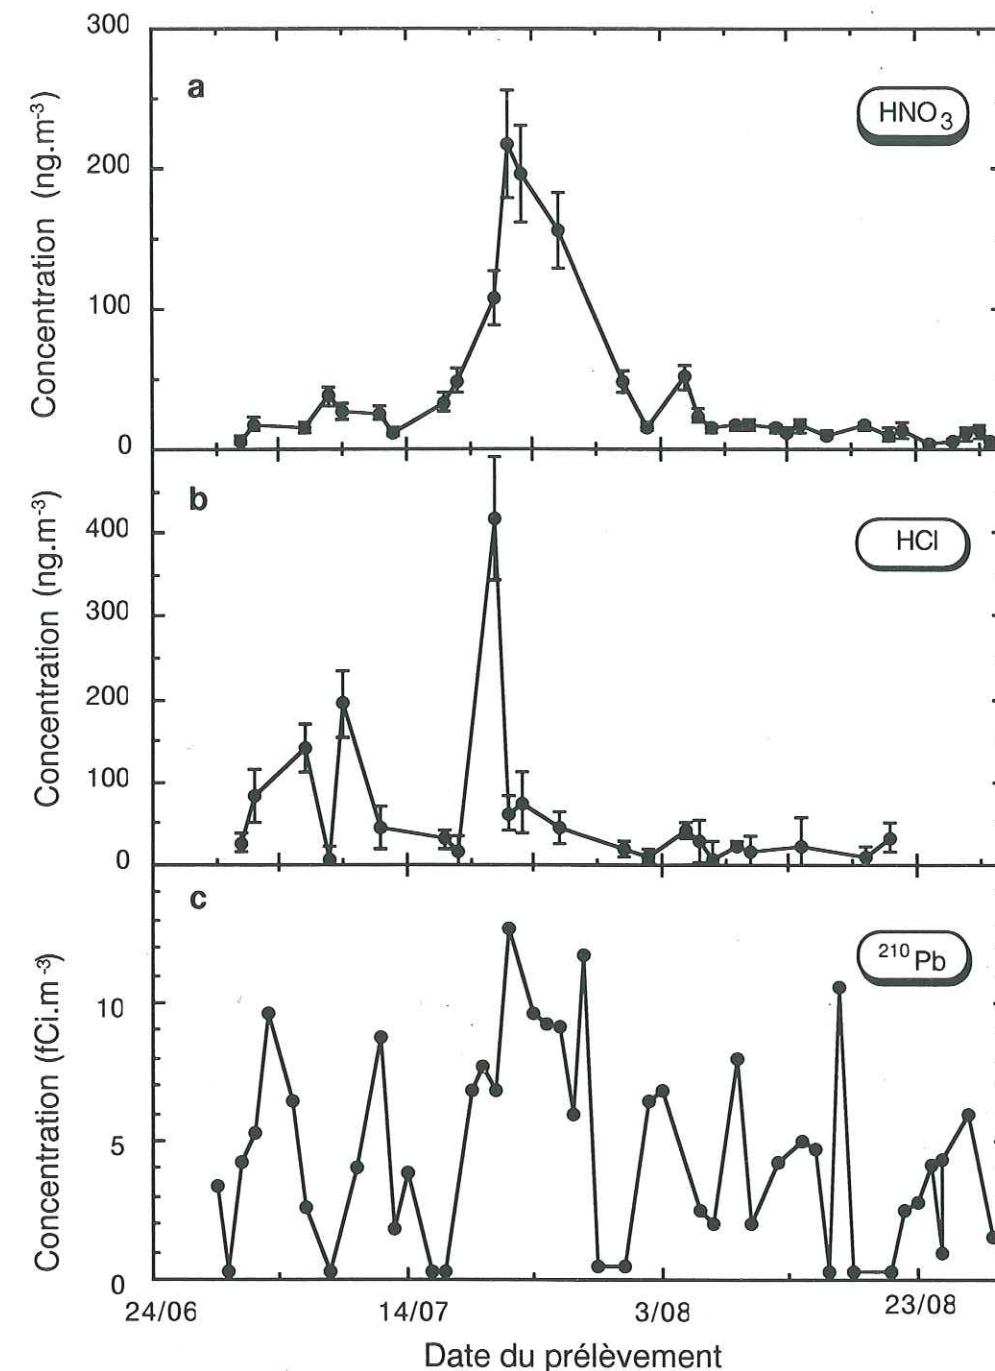 300
a
HNO3
200
Concentration (ng.m-3)
100
0
b
HCl
400
300
Concentration (ng.m-3)
200
100
0
c
210Pb
10
Concentration (fCi.m-3)
5
0
24/06 14/07 3/08 23/08
Date du prélèvement